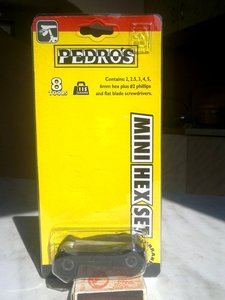 PEDRO'S
8
TOOLS
115
Contains: 2, 2.5, 3, 4, 5,
6mm hex plus #2 phillips
and flat blade screwdrivers.
MINI HEX SET